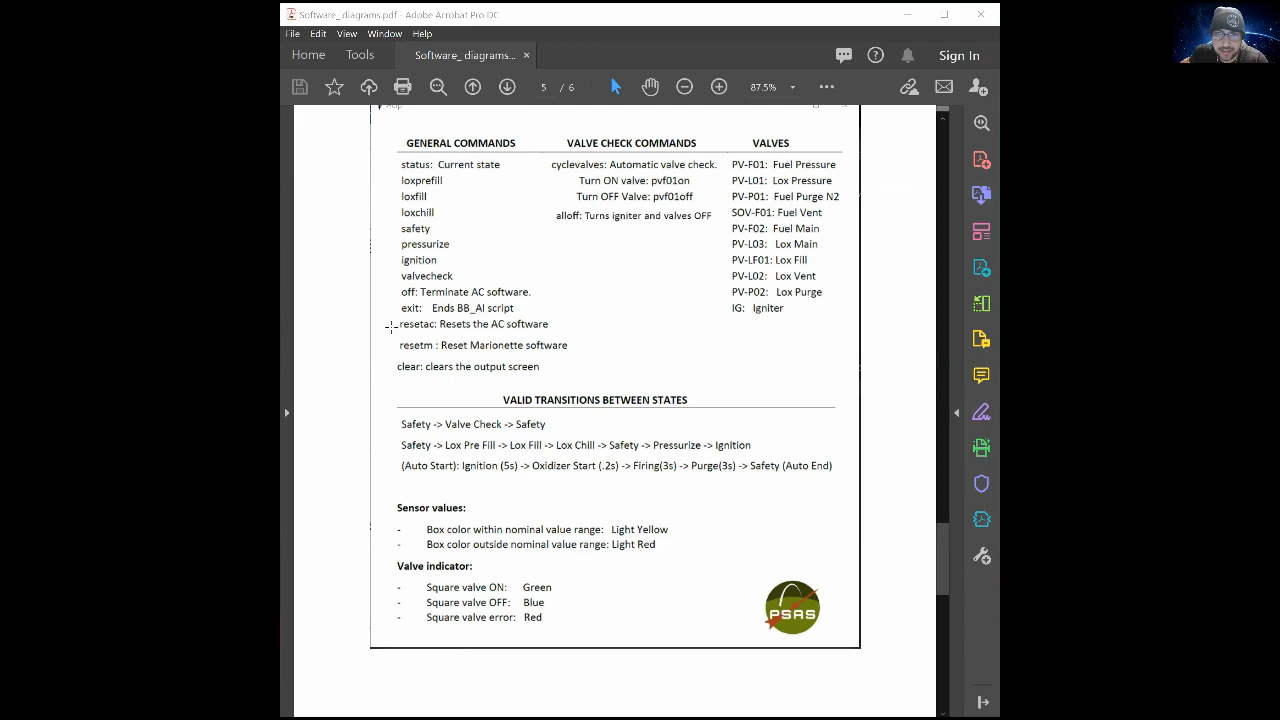 Software_ diagrams.pdf - Adobe Acrobat Pro DC
File Edit View Window Help
Home Tools Software_ diagrams... × Sign In
5 / 6 87.5%
GENERAL COMMANDS VALVE CHECK COMMANDS VALVES
status: Current state cyclevalves: Automatic valve check. PV-F01: Fuel Pressure
loxprefill Turn ON valve: pvf01on PV-L01: Lox Pressure
loxfill Turn OFF Valve: pvf01off PV-P01: Fuel Purge N2
loxchill alloff: Turns igniter and valves OFF SOV-F01: Fuel Vent
safety PV-F02: Fuel Main
pressurize PV-L03: Lox Main
ignition PV-LF01: Lox Fill
valvecheck PV-L02: Lox Vent
off: Terminate AC software. PV-P02: Lox Purge
exit: Ends BB_AI script IG: Igniter
resetac: Resets the AC software
resetm : Reset Marionette software
clear: clears the output screen
VALID TRANSITIONS BETWEEN STATES
Safety -> Valve Check -> Safety
Safety -> Lox Pre Fill -> Lox Fill -> Lox Chill -> Safety -> Pressurize -> Ignition
(Auto Start): Ignition (5s) -> Oxidizer Start (.2s) -> Firing(3s) -> Purge(3s) -> Safety (Auto End)
Sensor values:
- Box color within nominal value range: Light Yellow
- Box color outside nominal value range: Light Red
Valve indicator:
- Square valve ON: Green
- Square valve OFF: Blue
- Square valve error: Red
PSAS